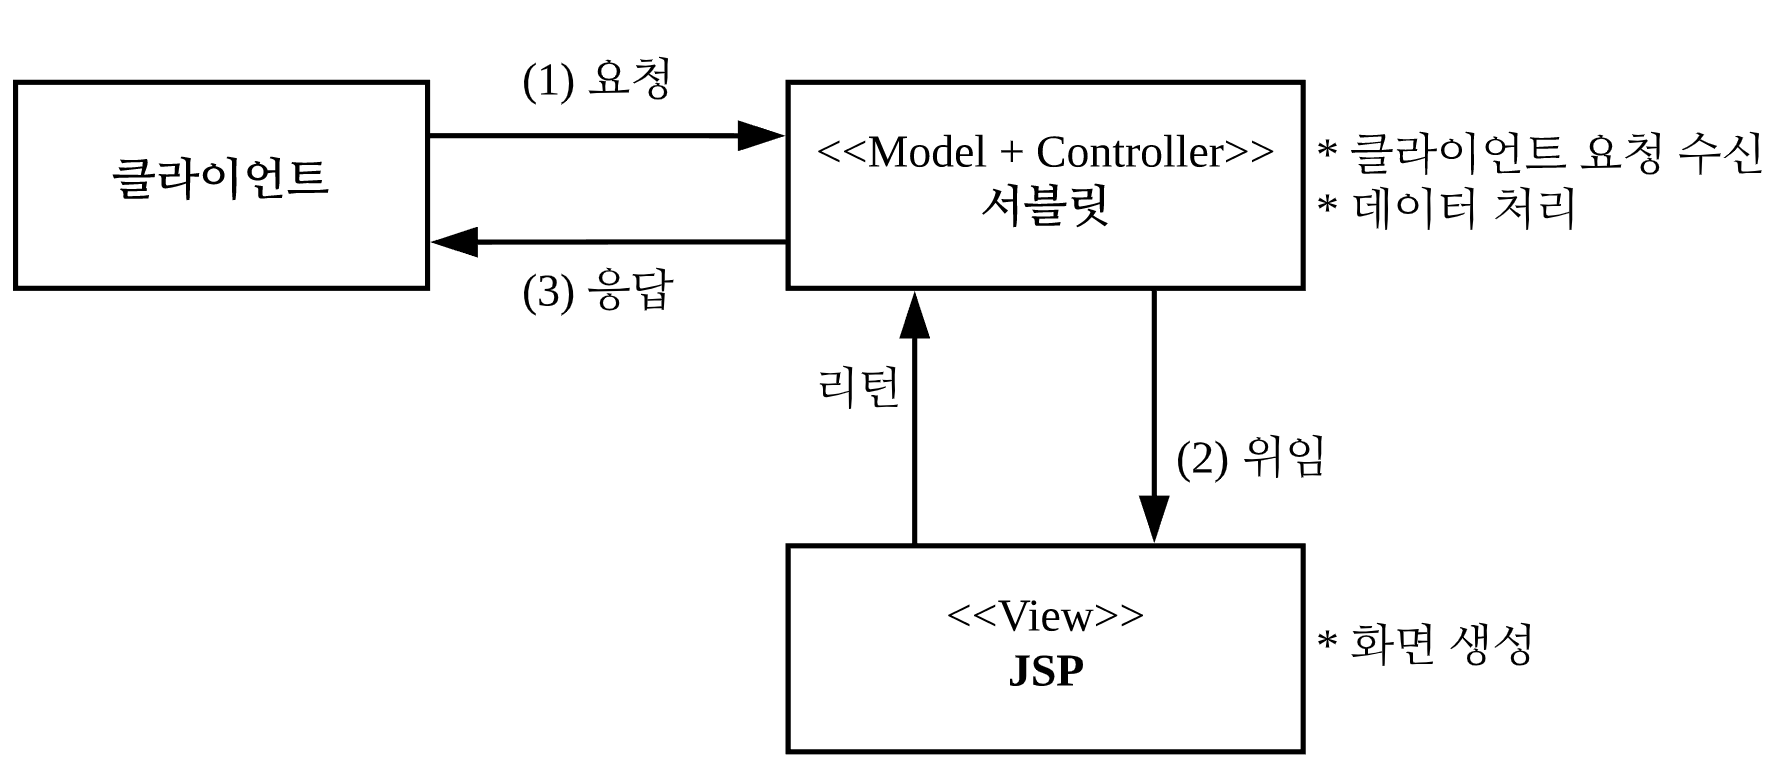 (1) 요청
클라이언트
<<Model + Controller>>
서블릿
* 클라이언트 요청 수신
* 데이터 처리
(3) 응답
리턴
(2) 위임
<<View>>
JSP
* 화면 생성